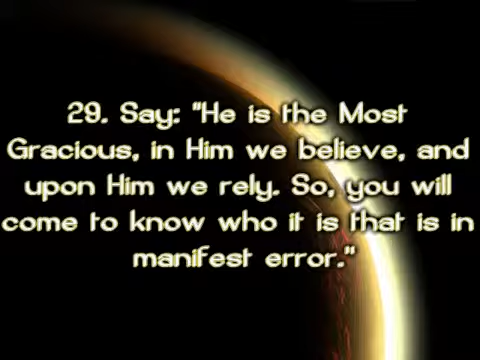 29. Say: "He is the Most
Gracious, in Him we believe, and
upon Him we rely. So, you will
come to know who it is that is in
manifest error."